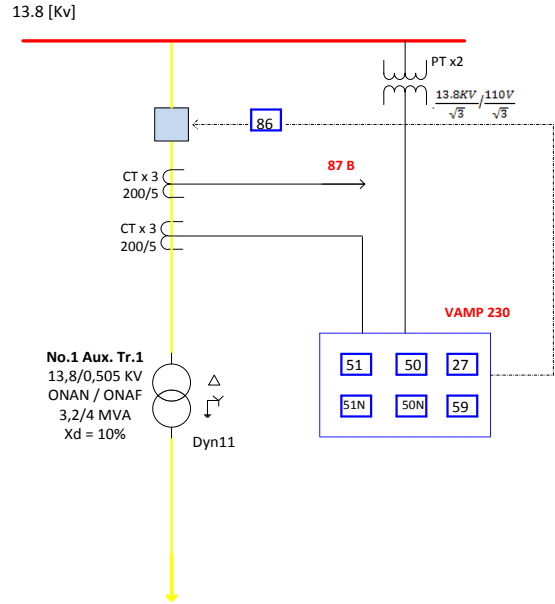 13.8 [Kv]
PT x2
13.8KV/√3 / 110V/√3
86
87 B
CT x 3
200/5
CT x 3
200/5
VAMP 230
No.1 Aux. Tr.1
13,8/0,505 KV
ONAN / ONAF
3,2/4 MVA
Xd = 10%
Dyn11
51 50 27
51N 50N 59